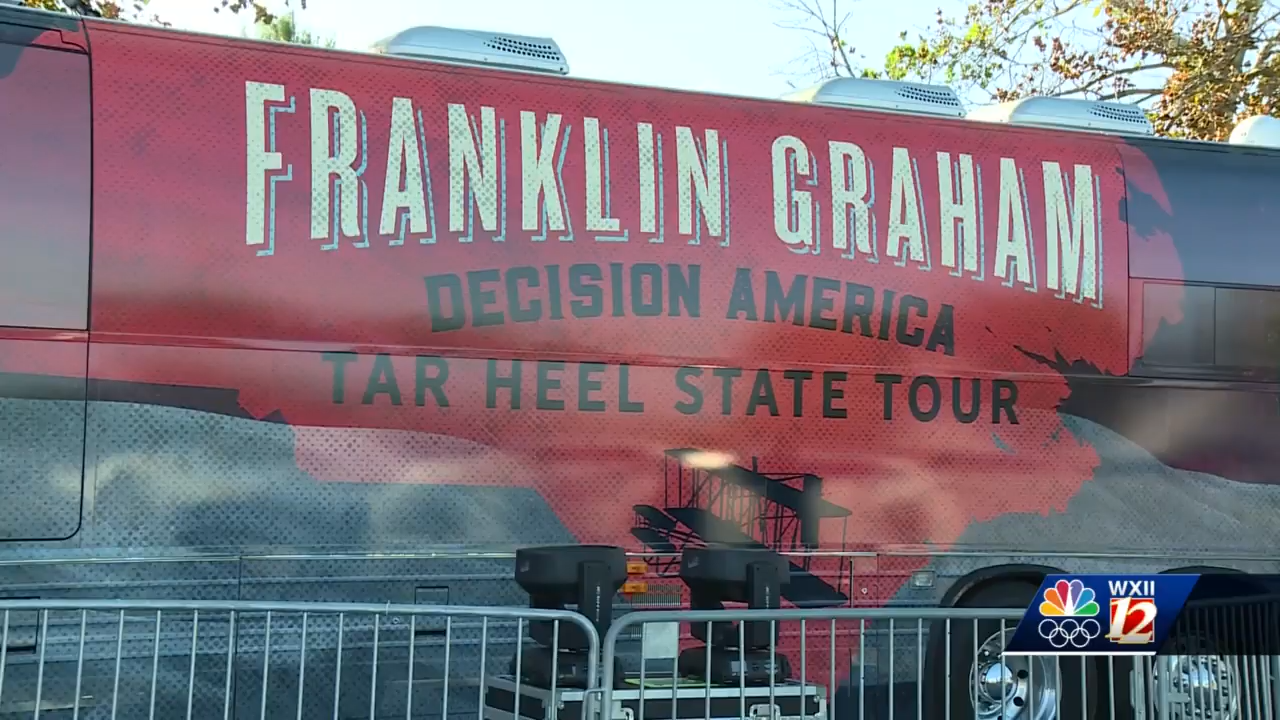 FRANKLIN GRAHAM
DECISION AMERICA
TAR HEEL STATE TOUR
WXII
12